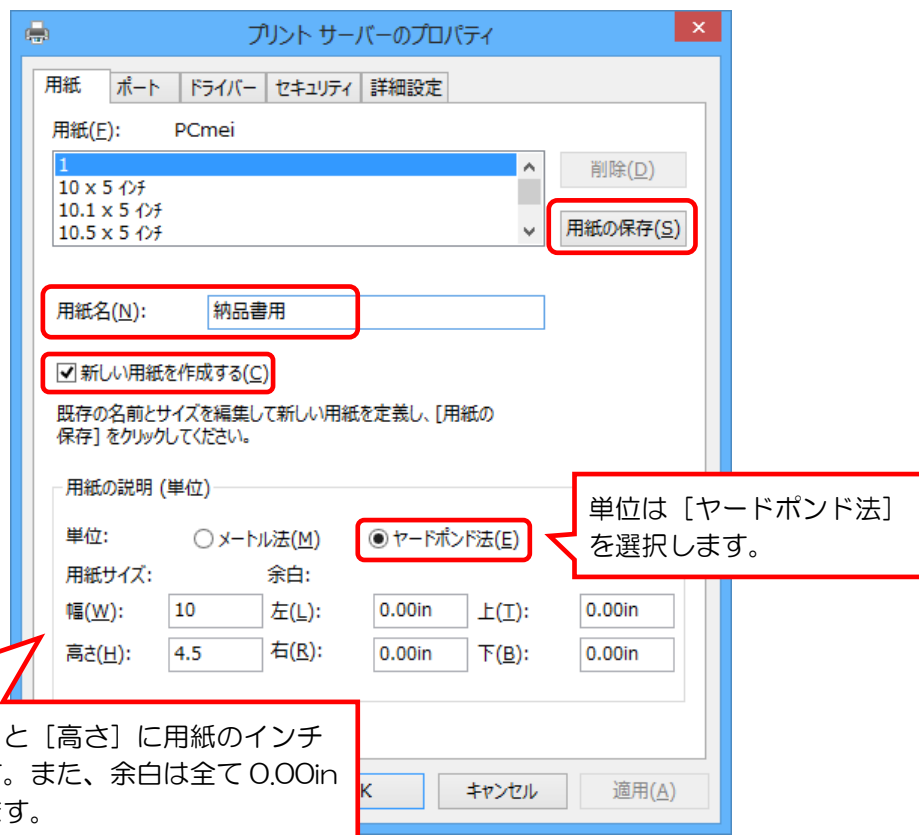 プリント サーバーのプロパティ
用紙 ポート ドライバー セキュリティ 詳細設定
用紙(F): PCmei
1
10 x 5 インチ
10.1 x 5 インチ
10.5 x 5 インチ
削除(D)
用紙の保存(S)
用紙名(N): 納品書用
新しい用紙を作成する(C)
既存の名前とサイズを編集して新しい用紙を定義し、[用紙の
保存] をクリックしてください。
用紙の説明 (単位)
単位: メートル法(M) ヤードポンド法(E)
単位は［ヤードポンド法］
を選択します。
用紙サイズ: 余白:
幅(W): 10 左(L): 0.00in 上(T): 0.00in
高さ(H): 4.5 右(R): 0.00in 下(B): 0.00in
と［高さ］に用紙のインチ
。また、余白は全て 0.00in
ます。
K キャンセル 適用(A)